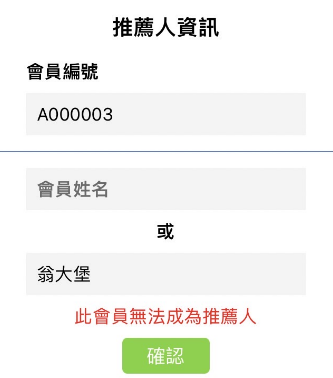 推薦人資訊
會員編號
A000003
會員姓名
或
翁大堡
此會員無法成為推薦人
確認